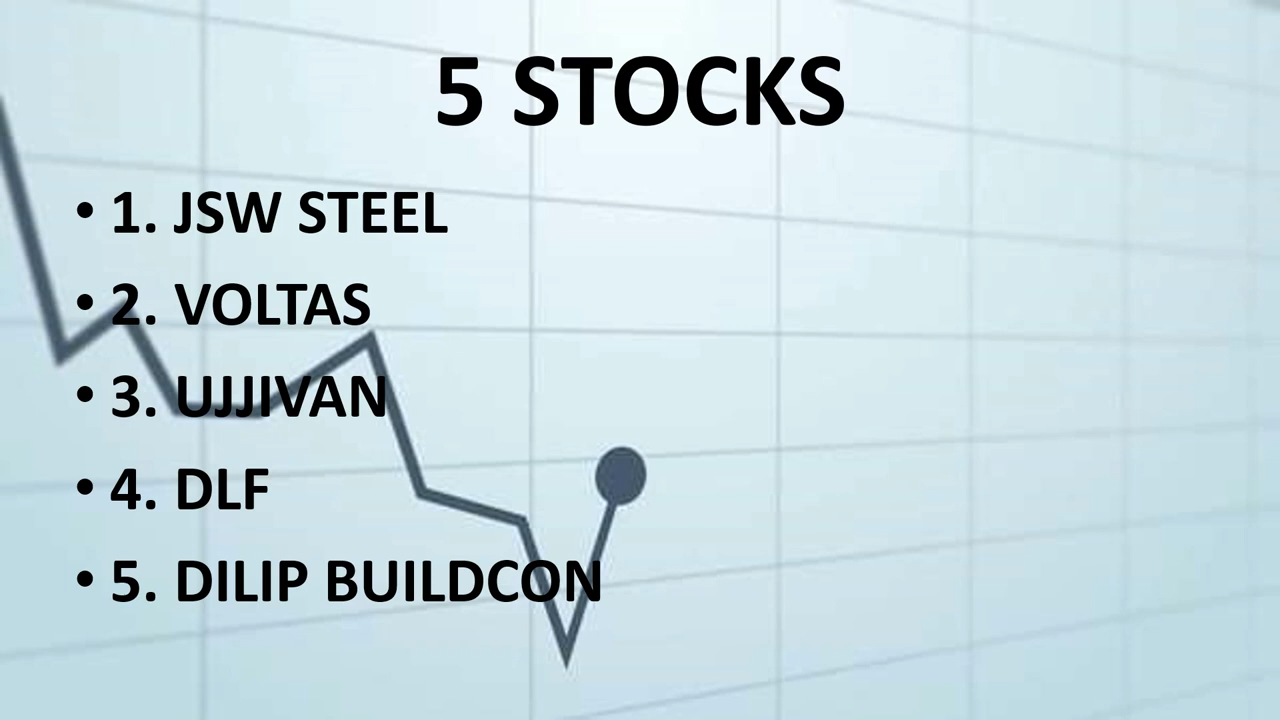 5 STOCKS
• 1. JSW STEEL
• 2. VOLTAS
• 3. UJJIVAN
• 4. DLF
• 5. DILIP BUILDCON